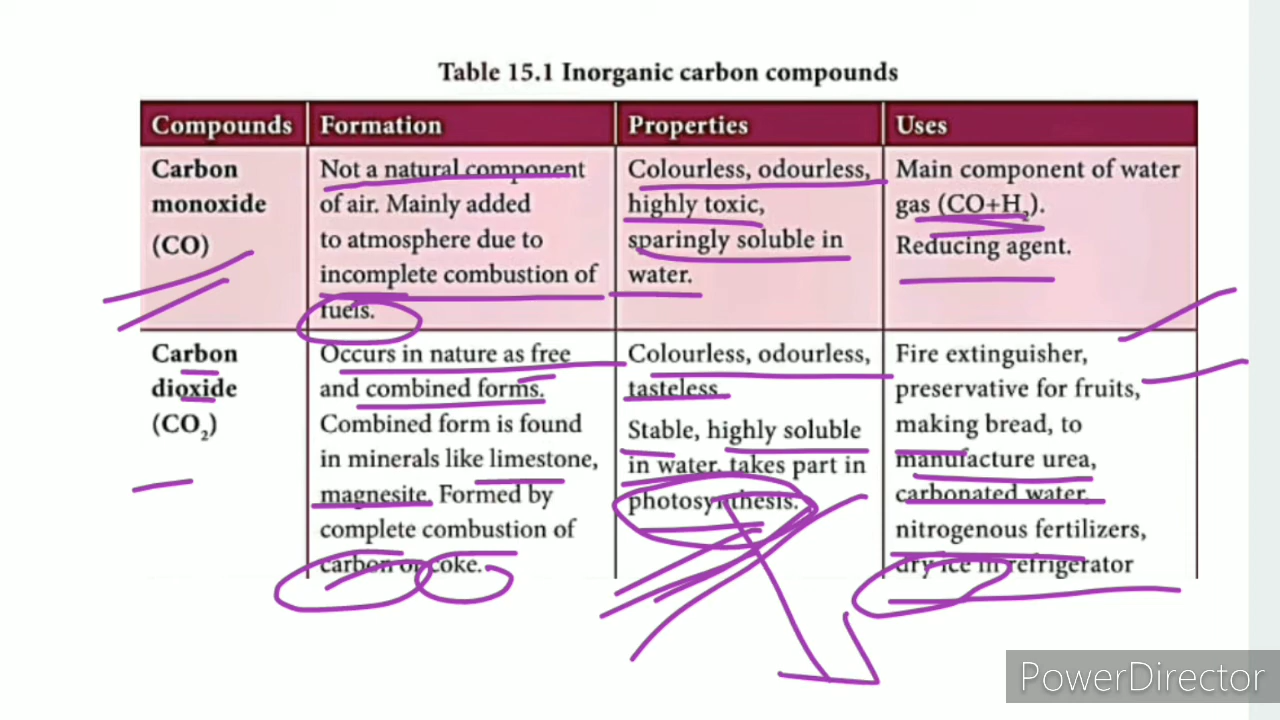 Table 15.1 Inorganic carbon compounds
Compounds
Formation
Properties
Uses
Carbon
monoxide
(CO)
Not a natural component
of air. Mainly added
to atmosphere due to
incomplete combustion of
fuels.
Colourless, odourless,
highly toxic,
sparingly soluble in
water.
Main component of water
gas (CO+H₂).
Reducing agent.
Carbon
dioxide
(CO₂)
Occurs in nature as free
and combined forms.
Combined form is found
in minerals like limestone,
magnesite. Formed by
complete combustion of
carbon or coke.
Colourless, odourless,
tasteless
Stable, highly soluble
in water, takes part in
photosynthesis.
Fire extinguisher,
preservative for fruits,
making bread, to
manufacture urea,
carbonated water,
nitrogenous fertilizers,
dry ice in refrigerator
PowerDirector